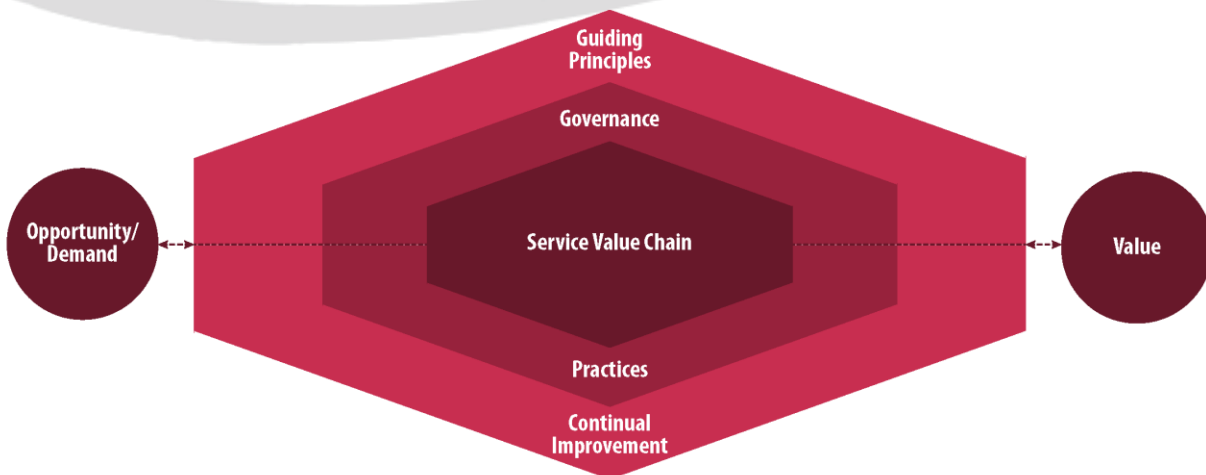 Guiding
Principles
Governance
Opportunity/
Demand
Service Value Chain
Value
Practices
Continual
Improvement